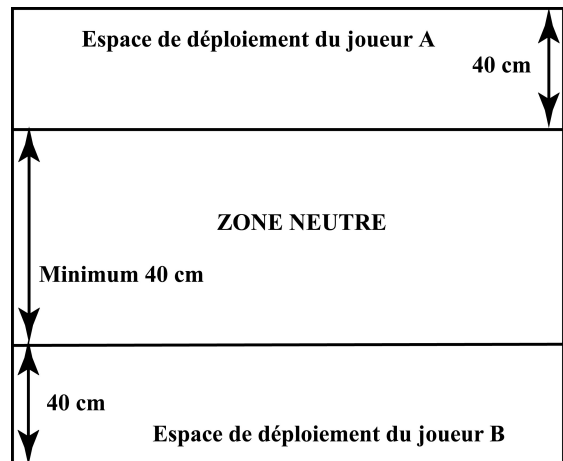 Espace de déploiement du joueur A
40 cm
ZONE NEUTRE
Minimum 40 cm
40 cm
Espace de déploiement du joueur B